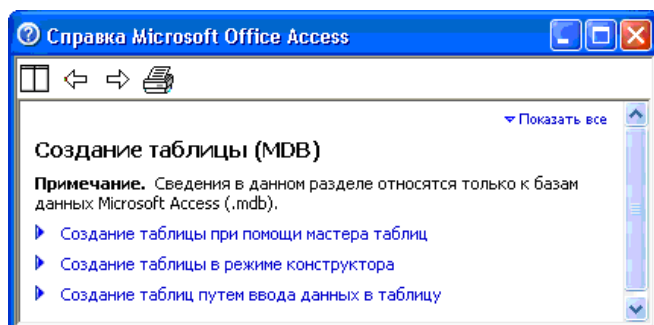 Справка Microsoft Office Access
Показать все
Создание таблицы (MDB)
Примечание. Сведения в данном разделе относятся только к базам
данных Microsoft Access (.mdb).
Создание таблицы при помощи мастера таблиц
Создание таблицы в режиме конструктора
Создание таблиц путем ввода данных в таблицу